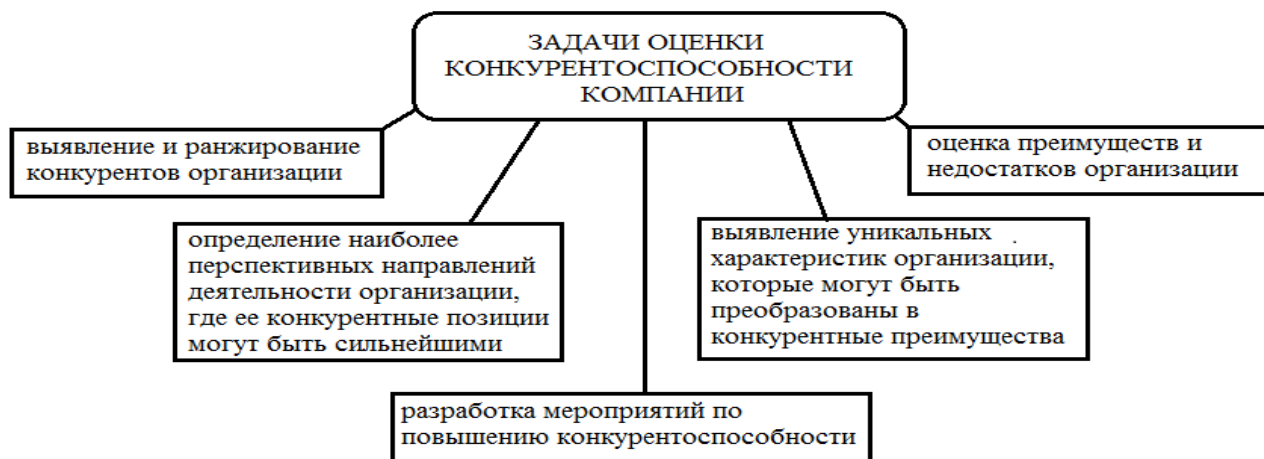 ЗАДАЧИ ОЦЕНКИ
КОНКУРЕНТОСПОСОБНОСТИ
КОМПАНИИ
выявление и ранжирование
конкурентов организации
оценка преимуществ и
недостатков организации
определение наиболее
перспективных направлений
деятельности организации,
где ее конкурентные позиции
могут быть сильнейшими
выявление уникальных
характеристик организации,
которые могут быть
преобразованы в
конкурентные преимущества
разработка мероприятий по
повышению конкурентоспособности